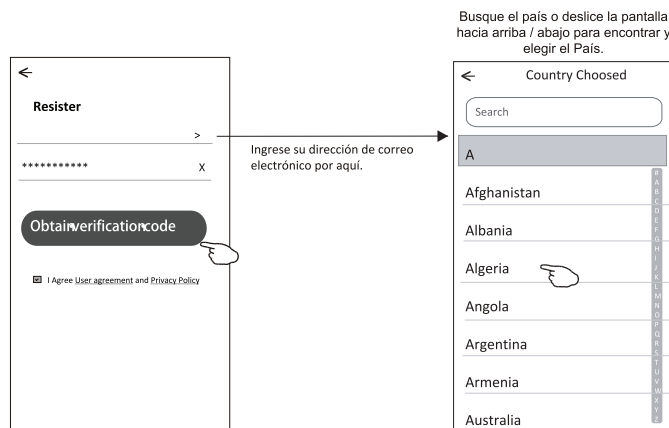 Busque el país o deslice la pantalla
hacia arriba / abajo para encontrar y
elegir el País.
Resister
>
*********** X
Obtainverificationcode
I Agree User agreement and Privacy Policy
Ingrese su dirección de correo
electrónico por aquí.
Country Choosed
Search
A
Afghanistan
Albania
Algeria
Angola
Argentina
Armenia
Australia
#
A
B
C
D
E
F
G
H
I
J
K
L
M
N
O
P
Q
R
S
T
U
V
W
X
Y
Z